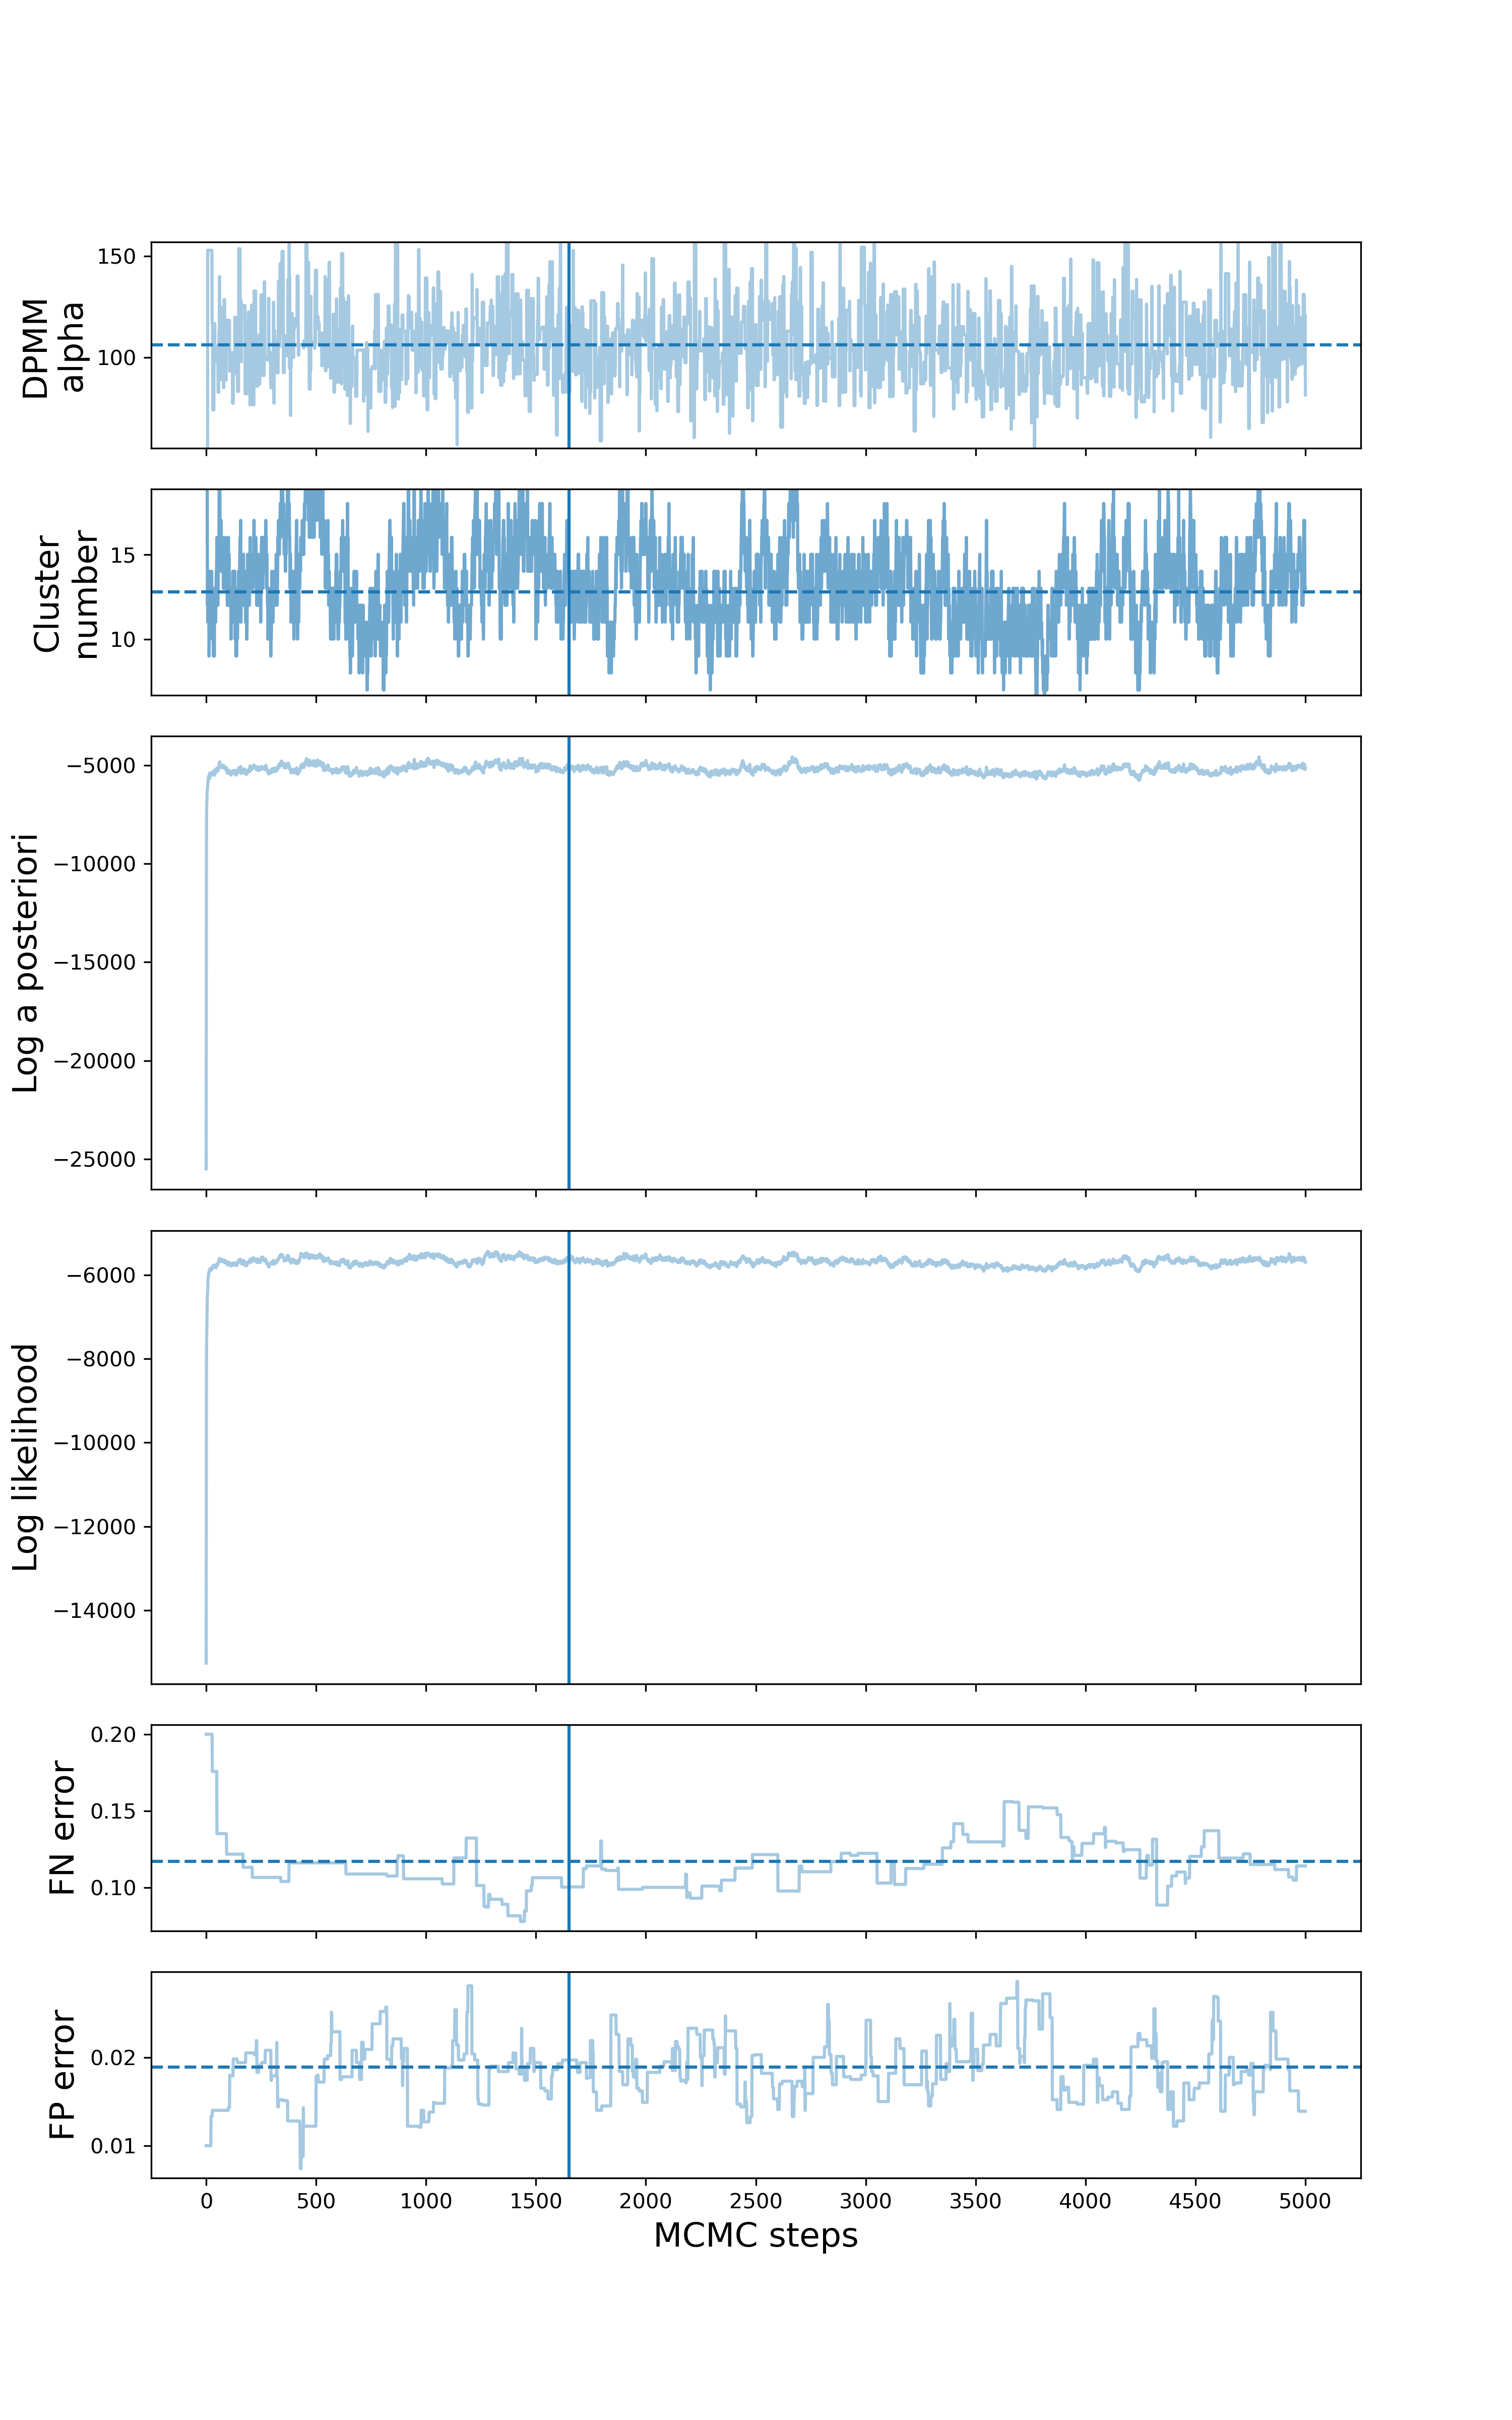 DPMM
alpha
150
100
Cluster
number
15
10
Log a posteriori
−5000
−10000
−15000
−20000
−25000
Log likelihood
−6000
−8000
−10000
−12000
−14000
FN error
0.20
0.15
0.10
FP error
0.02
0.01
0 500 1000 1500 2000 2500 3000 3500 4000 4500 5000
MCMC steps